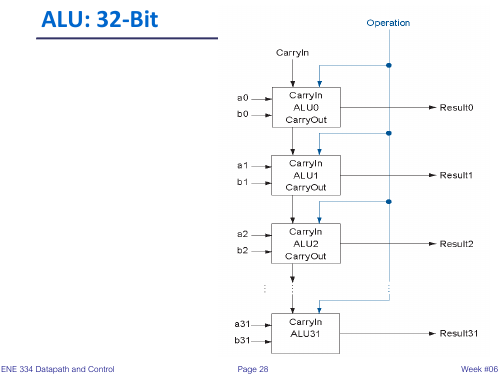 ALU: 32-Bit
Operation
CarryIn
a0
b0
CarryIn
ALU0
CarryOut
Result0
a1
b1
CarryIn
ALU1
CarryOut
Result1
a2
b2
CarryIn
ALU2
CarryOut
Result2
a31
b31
CarryIn
ALU31
Result31
ENE 334 Datapath and Control
Page 28
Week #06